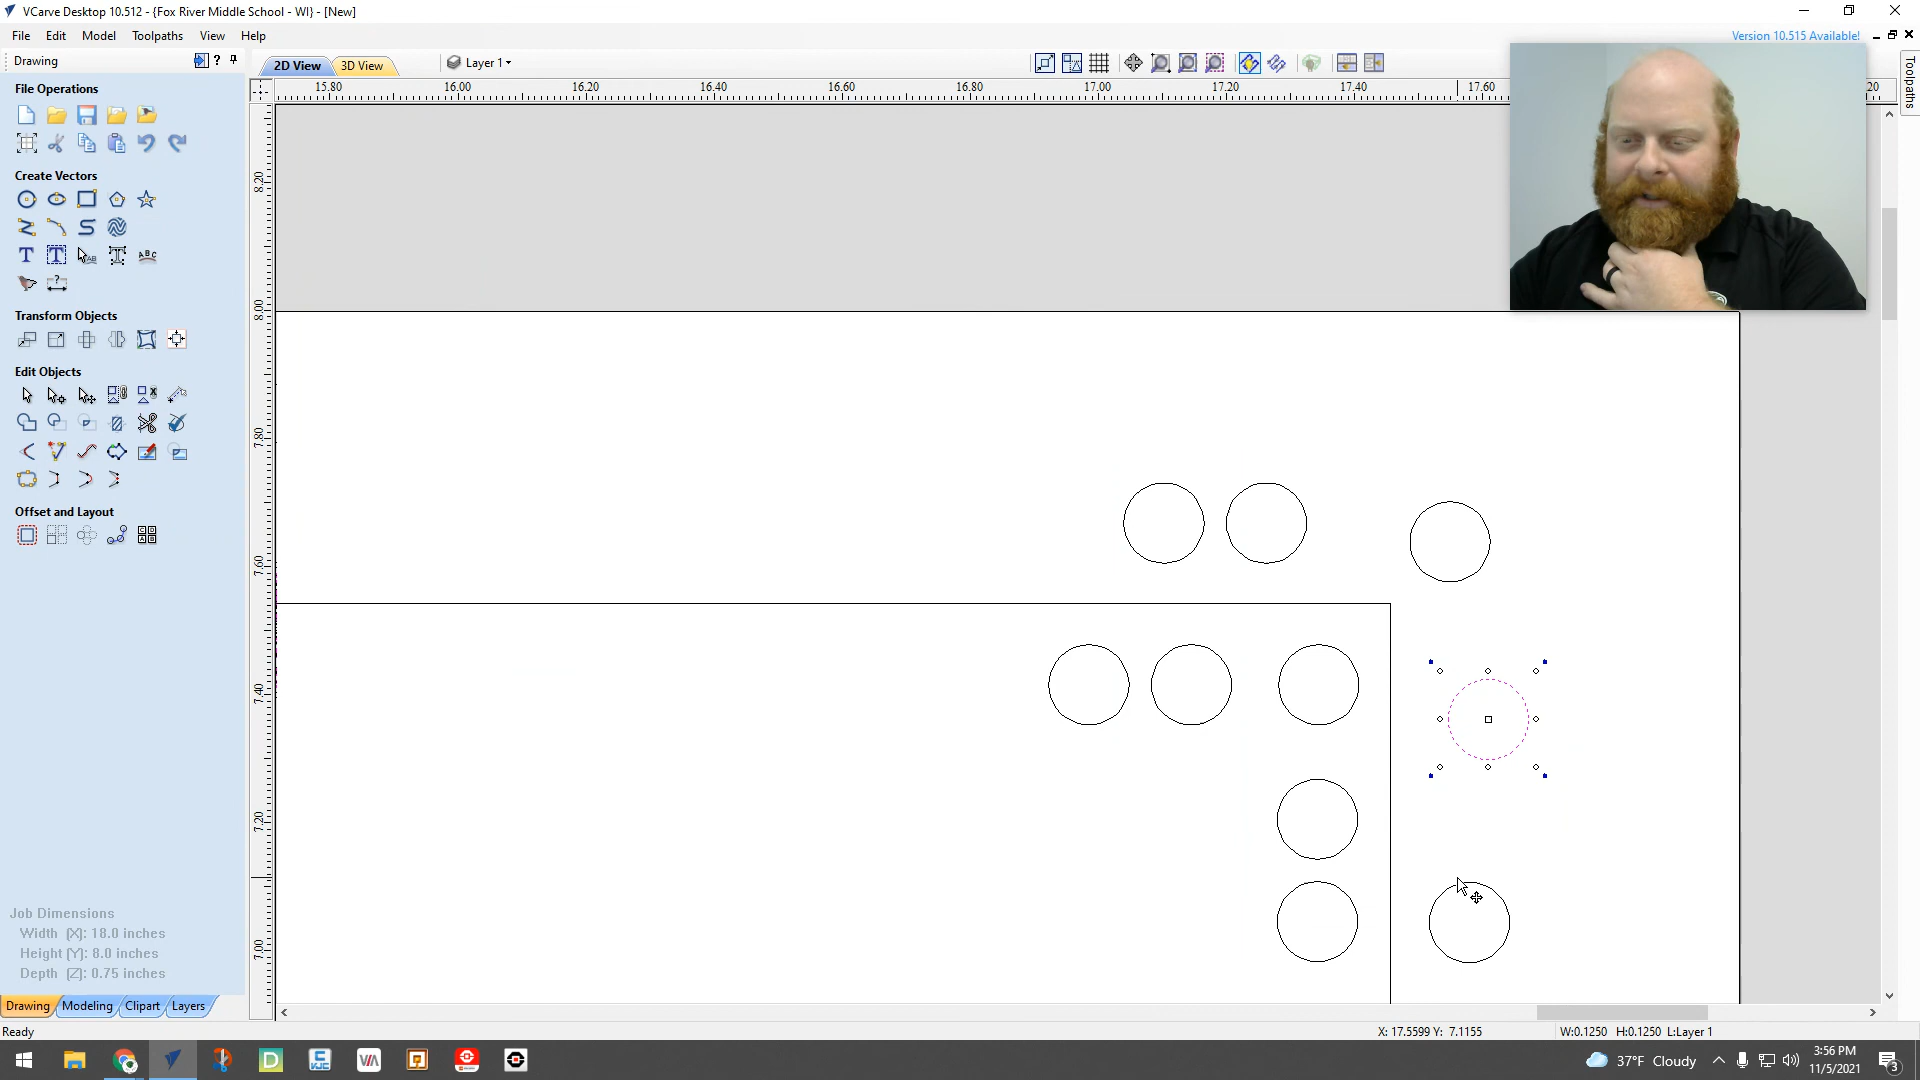 VCarve Desktop 10.512 - {Fox River Middle School - WI} - [New]
File Edit Model Toolpaths View Help
Version 10.515 Available!
Drawing
2D View 3D View Layer 1
File Operations
15.80 16.00 16.20 16.40 16.60 16.80 17.00 17.20 17.40 17.60 20
Toolpaths
Create Vectors
Transform Objects
Edit Objects
Offset and Layout
8.20
8.00
7.80
7.60
7.40
7.20
7.00
Job Dimensions
Width (X): 18.0 inches
Height (Y): 8.0 inches
Depth (Z): 0.75 inches
Drawing Modeling Clipart Layers
Ready
X: 17.5599 Y: 7.1155
W:0.1250 H:0.1250 L:Layer 1
37°F Cloudy
3:56 PM
11/5/2021
3